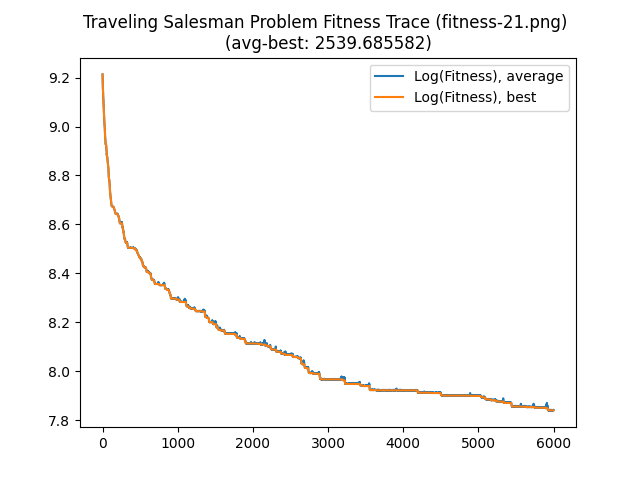 Traveling Salesman Problem Fitness Trace (fitness-21.png)
(avg-best: 2539.685582)
Log(Fitness), average
Log(Fitness), best
9.2
9.0
8.8
8.6
8.4
8.2
8.0
7.8
0 1000 2000 3000 4000 5000 6000